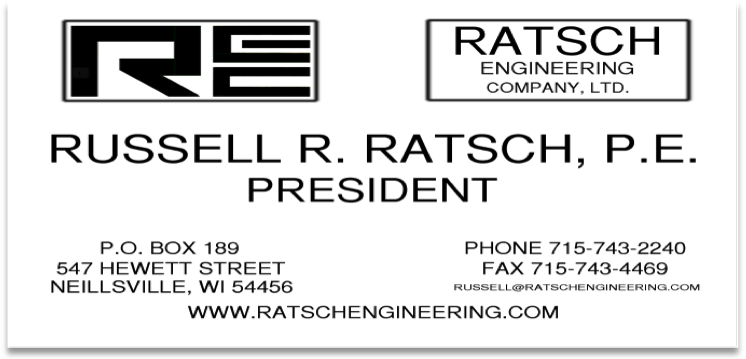 REC
RATSCH
ENGINEERING
COMPANY, LTD.
RUSSELL R. RATSCH, P.E.
PRESIDENT
P.O. BOX 189
547 HEWETT STREET
NEILLSVILLE, WI 54456
PHONE 715-743-2240
FAX 715-743-4469
RUSSELL@RATSCHENGINEERING.COM
WWW.RATSCHENGINEERING.COM